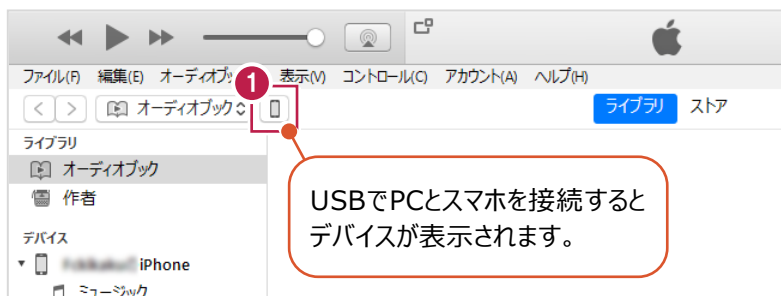 ファイル(F) 編集(E) オーディオブッ 表示(V) コントロール(C) アカウント(A) ヘルプ(H)
1
オーディオブック
ライブラリ ストア
ライブラリ
オーディオブック
作者
USBでPCとスマホを接続すると
デバイスが表示されます。
デバイス
iPhone
ミュージック